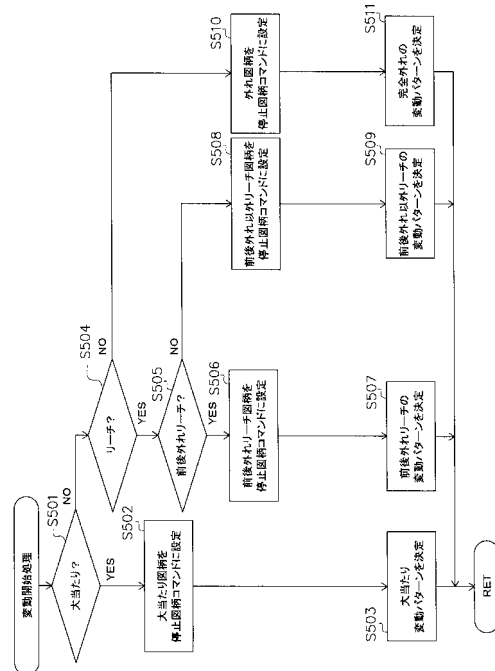 変動開始処理
S501
大当たり?
NO
YES
S502
大当たり図柄を
停止図柄コマンドに設定
S503
大当たり
変動パターンを決定
S504
リーチ?
NO
YES
S505
前後外れリーチ?
NO
YES
S506
前後外れリーチ図柄を
停止図柄コマンドに設定
S507
前後外れリーチの
変動パターンを決定
S508
前後外れ以外リーチ図柄を
停止図柄コマンドに設定
S509
前後外れ以外リーチの
変動パターンを決定
S510
外れ図柄を
停止図柄コマンドに設定
S511
完全外れの
変動パターンを決定
RET